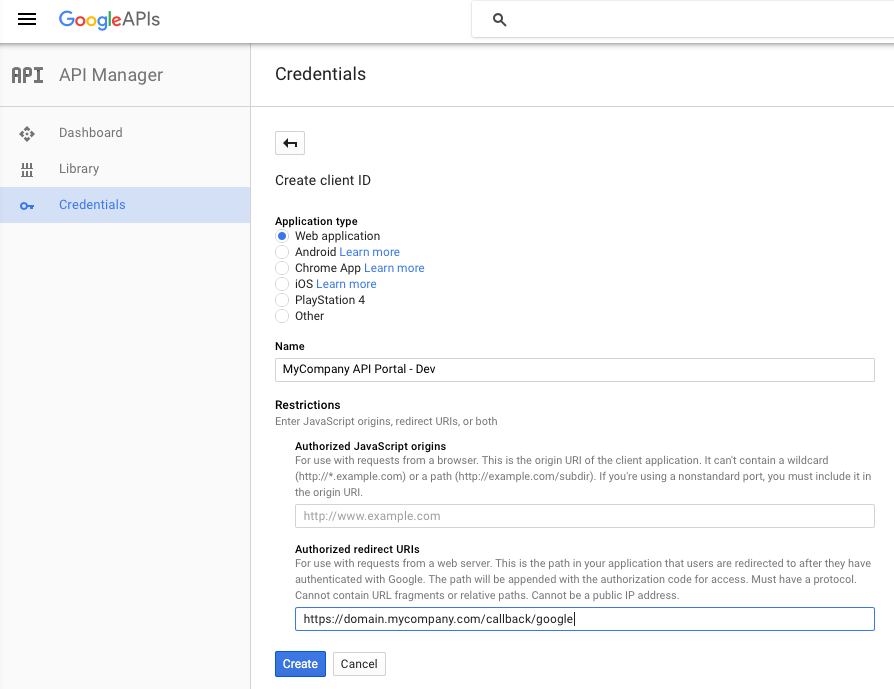 GoogleAPIs
API API Manager
Credentials
Dashboard
Library
Credentials
Create client ID
Application type
Web application
Android Learn more
Chrome App Learn more
iOS Learn more
PlayStation 4
Other
Name
MyCompany API Portal - Dev
Restrictions
Enter JavaScript origins, redirect URIs, or both
Authorized JavaScript origins
For use with requests from a browser. This is the origin URI of the client application. It can't contain a wildcard
(http://*.example.com) or a path (http://example.com/subdir). If you're using a nonstandard port, you must include it in
the origin URI.
http://www.example.com
Authorized redirect URIs
For use with requests from a web server. This is the path in your application that users are redirected to after they have
authenticated with Google. The path will be appended with the authorization code for access. Must have a protocol.
Cannot contain URL fragments or relative paths. Cannot be a public IP address.
https://domain.mycompany.com/callback/google
Create Cancel